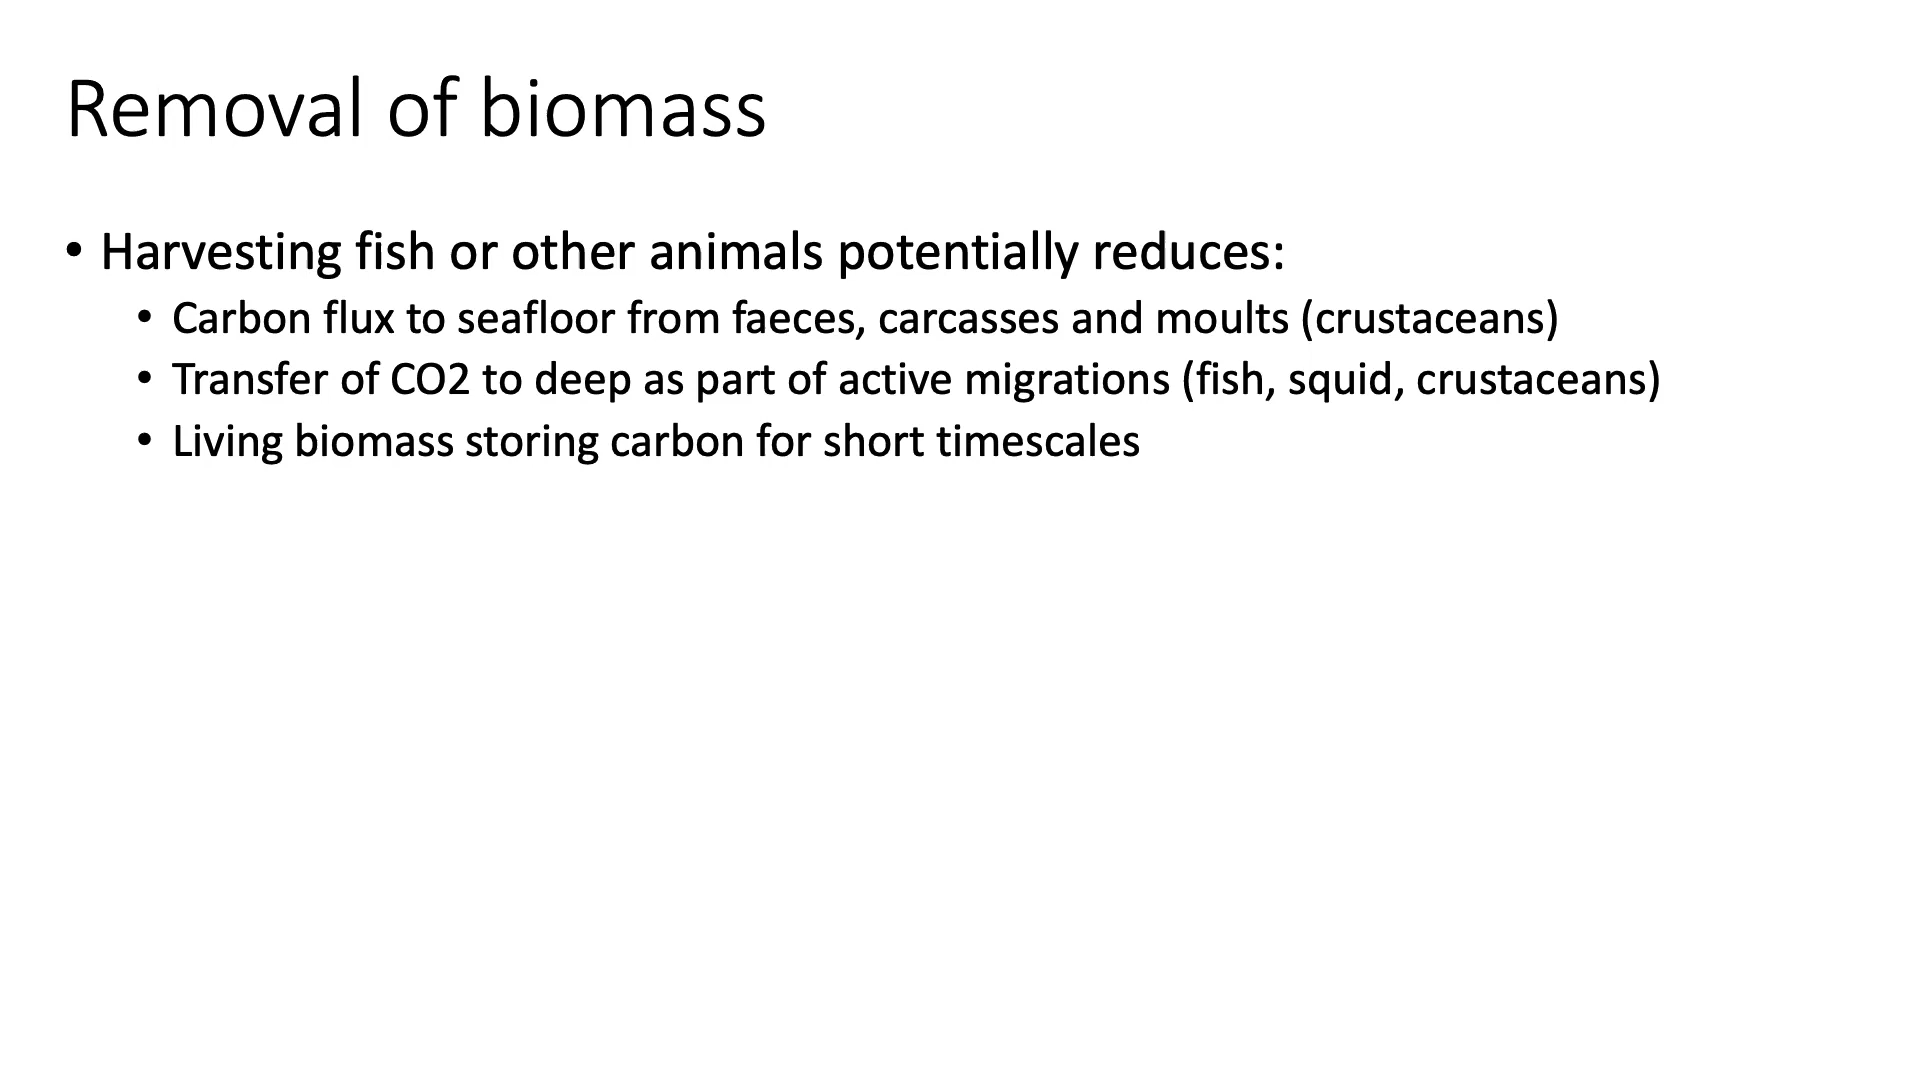 Removal of biomass
• Harvesting fish or other animals potentially reduces:
• Carbon flux to seafloor from faeces, carcasses and moults (crustaceans)
• Transfer of CO2 to deep as part of active migrations (fish, squid, crustaceans)
• Living biomass storing carbon for short timescales